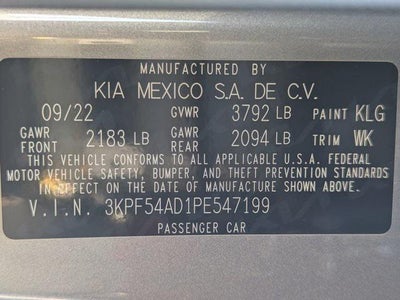 MANUFACTURED BY
KIA MEXICO S.A. DE C.V.
09/22 GVWR 3792 LB PAINT KLG
GAWR FRONT 2183 LB GAWR REAR 2094 LB TRIM WK
THIS VEHICLE CONFORMS TO ALL APPLICABLE U.S.A. FEDERAL
MOTOR VEHICLE SAFETY, BUMPER, AND THEFT PREVENTION STANDARDS
IN EFFECT ON THE DATE OF MANUFACTURE SHOWN ABOVE.
V.I.N. 3KPF54AD1PE547199
PASSENGER CAR